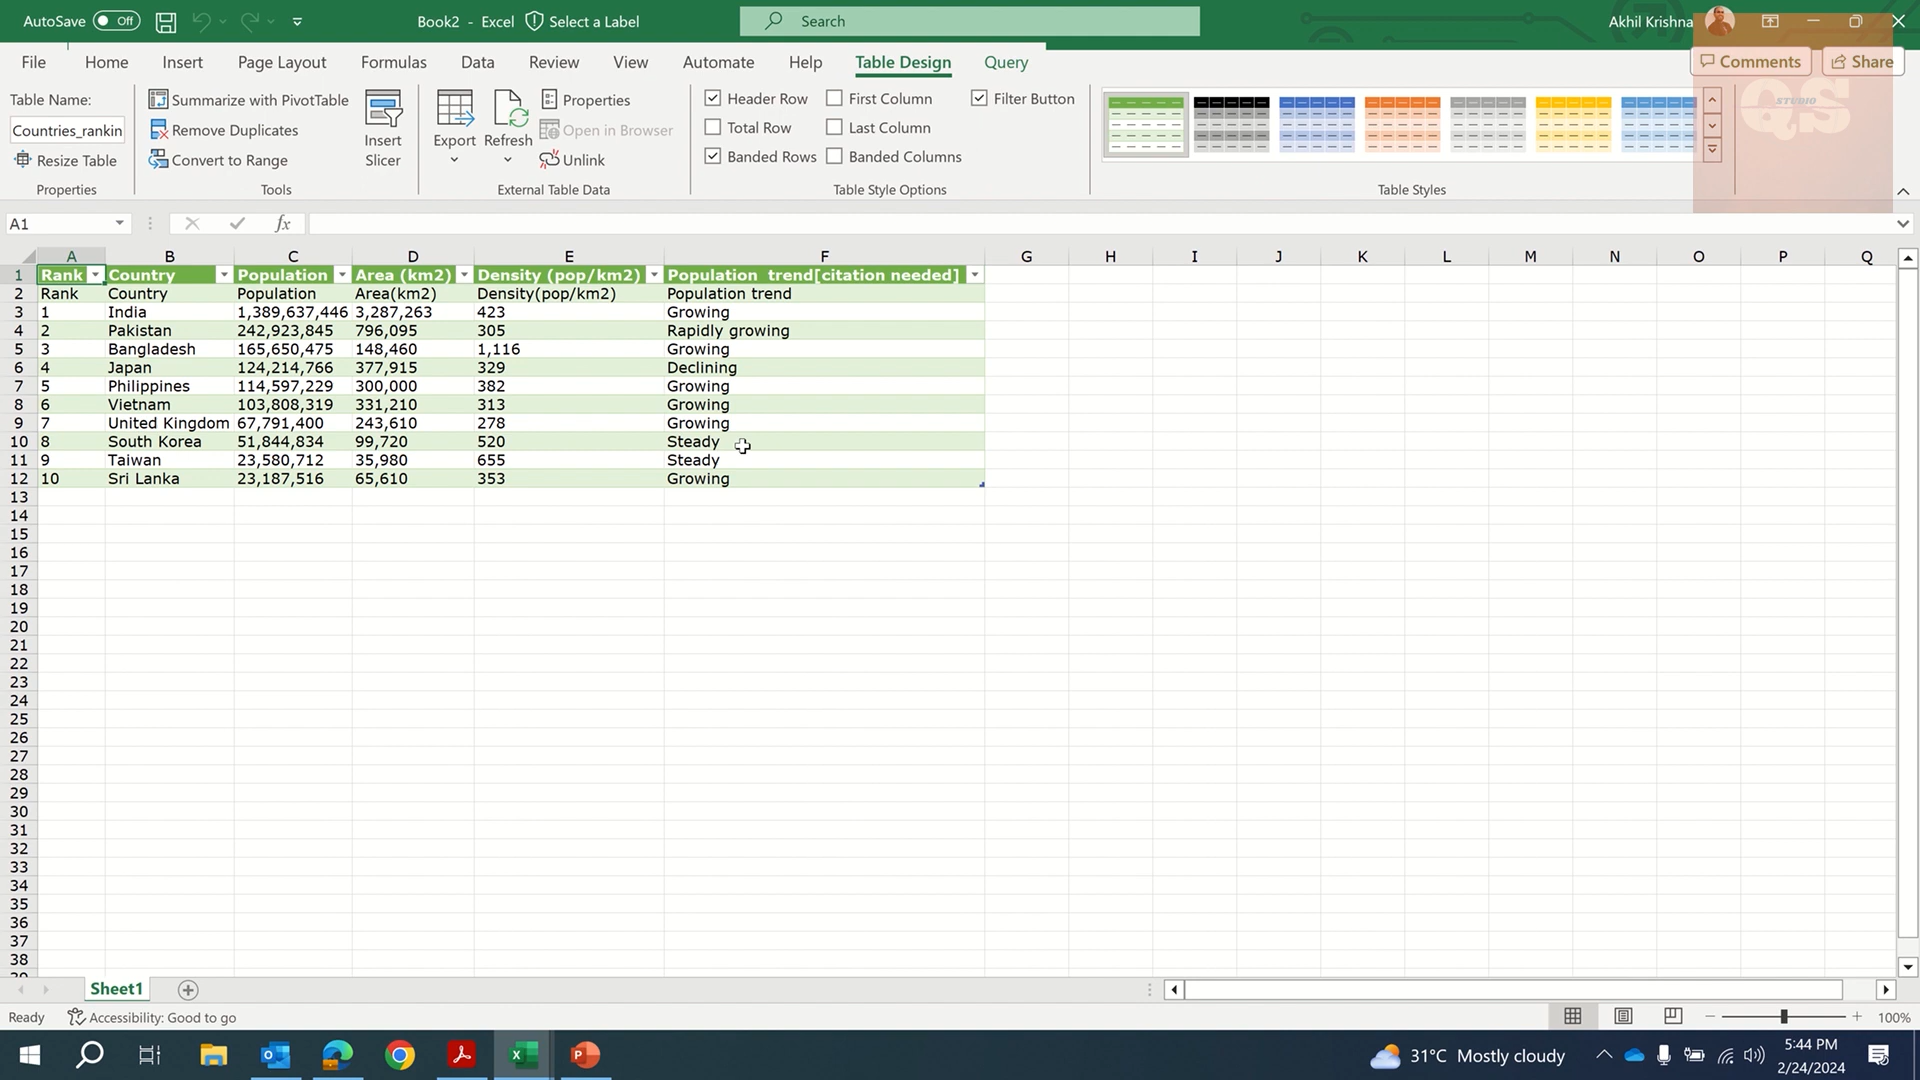 AutoSave Off Book2 - Excel Select a Label Search Akhil Krishna
File Home Insert Page Layout Formulas Data Review View Automate Help Table Design Query Comments Share
Table Name:
Countries_rankin
Resize Table
Properties
Summarize with PivotTable
Remove Duplicates
Convert to Range
Tools
Insert
Slicer
Export Refresh
Properties
Open in Browser
Unlink
External Table Data
Header Row First Column Filter Button
Total Row Last Column
Banded Rows Banded Columns
Table Style Options
Table Styles
STUDIO
QS
A1 fx
A B C D E F G H I J K L M N O P Q
1 Rank Country Population Area (km2) Density (pop/km2) Population trend[citation needed]
2 Rank Country Population Area(km2) Density(pop/km2) Population trend
3 1 India 1,389,637,446 3,287,263 423 Growing
4 2 Pakistan 242,923,845 796,095 305 Rapidly growing
5 3 Bangladesh 165,650,475 148,460 1,116 Growing
6 4 Japan 124,214,766 377,915 329 Declining
7 5 Philippines 114,597,229 300,000 382 Growing
8 6 Vietnam 103,808,319 331,210 313 Growing
9 7 United Kingdom 67,791,400 243,610 278 Growing
10 8 South Korea 51,844,834 99,720 520 Steady
11 9 Taiwan 23,580,712 35,980 655 Steady
12 10 Sri Lanka 23,187,516 65,610 353 Growing
13
14
15
16
17
18
19
20
21
22
23
24
25
26
27
28
29
30
31
32
33
34
35
36
37
38
39
Sheet1
Ready Accessibility: Good to go 100%
31°C Mostly cloudy 5:44 PM
2/24/2024